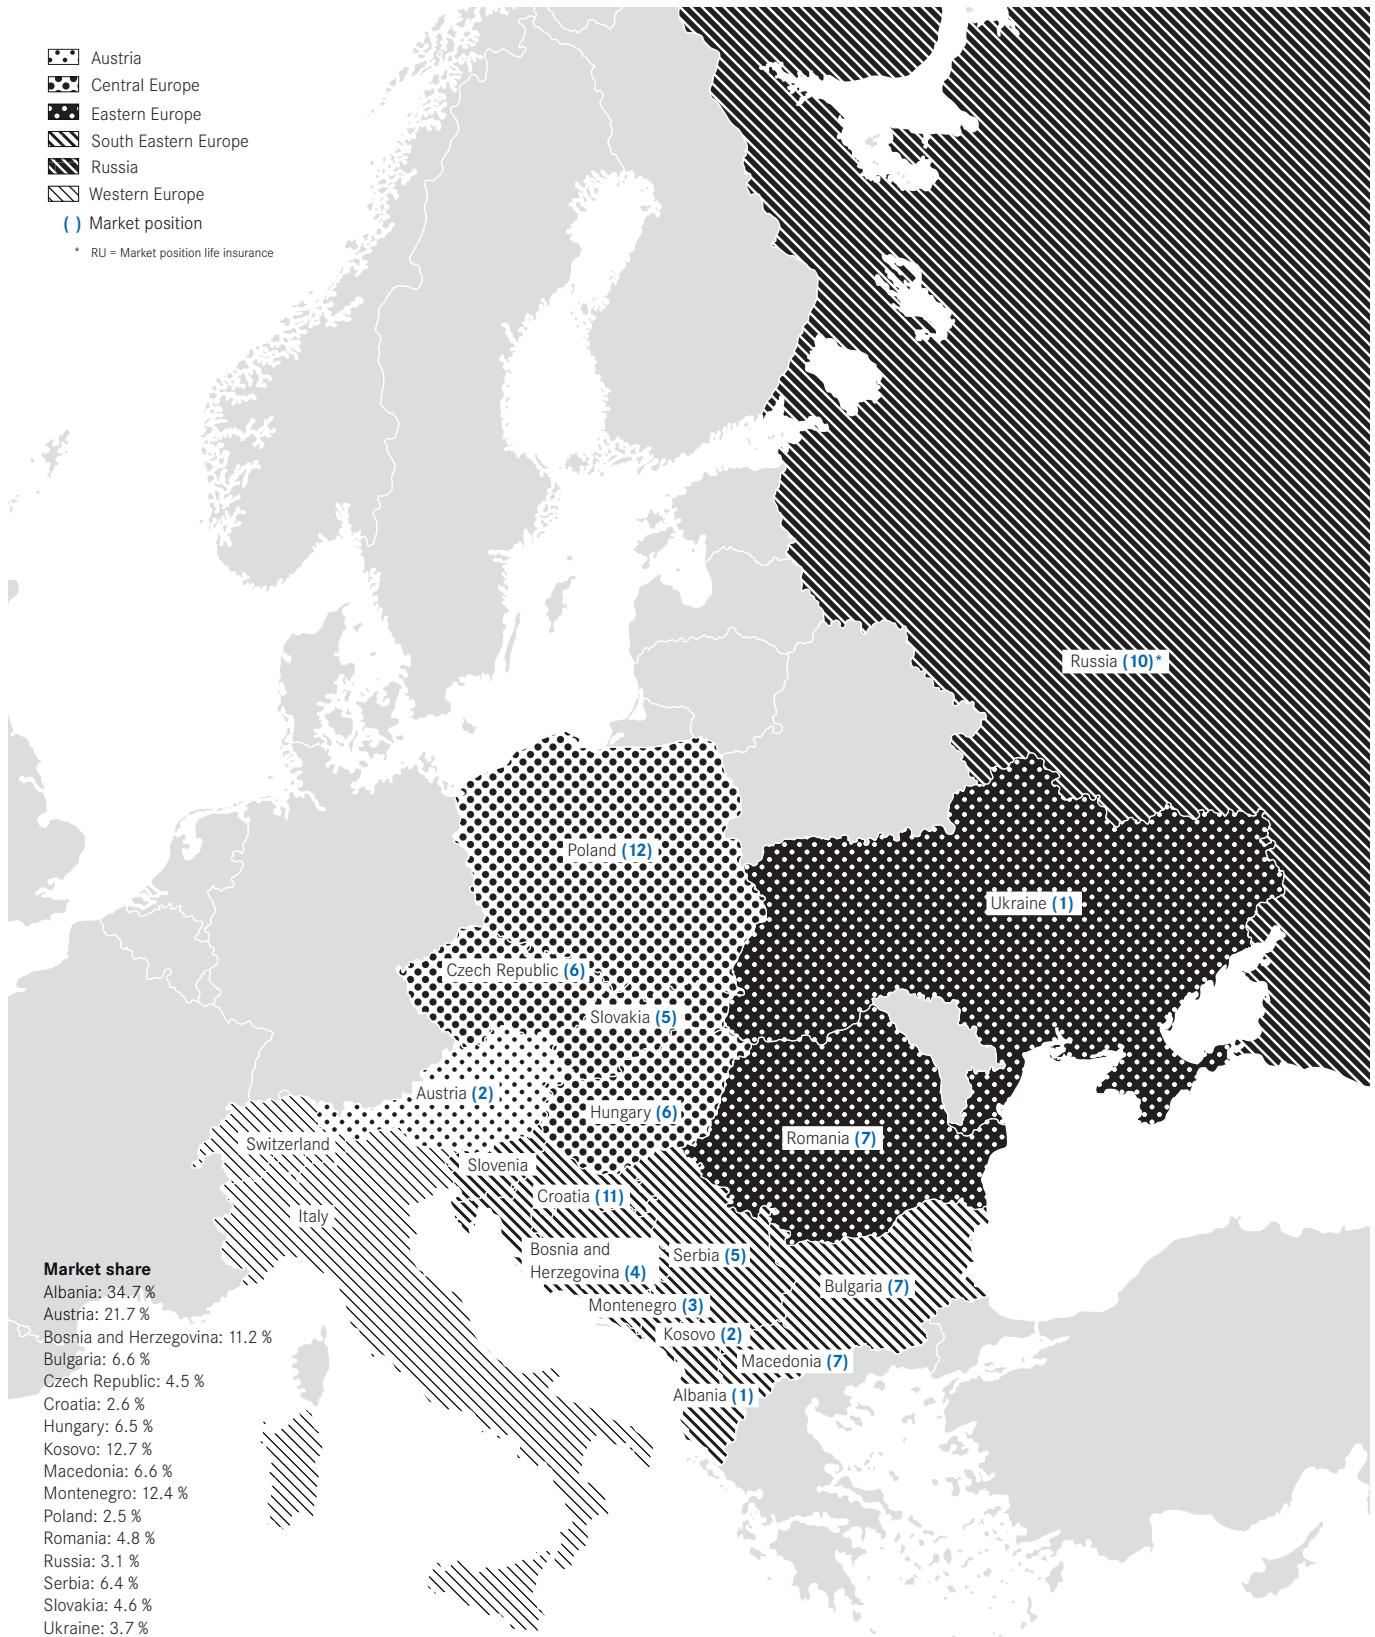 Austria
Central Europe
Eastern Europe
South Eastern Europe
Russia
Western Europe
( ) Market position
* RU = Market position life insurance
Russia (10)*
Poland (12)
Ukraine (1)
Czech Republic (6)
Slovakia (5)
Austria (2)
Hungary (6)
Romania (7)
Switzerland
Slovenia
Croatia (11)
Italy
Bosnia and
Herzegovina (4)
Serbia (5)
Bulgaria (7)
Montenegro (3)
Kosovo (2)
Macedonia (7)
Albania (1)
Market share
Albania: 34.7 %
Austria: 21.7 %
Bosnia and Herzegovina: 11.2 %
Bulgaria: 6.6 %
Czech Republic: 4.5 %
Croatia: 2.6 %
Hungary: 6.5 %
Kosovo: 12.7 %
Macedonia: 6.6 %
Montenegro: 12.4 %
Poland: 2.5 %
Romania: 4.8 %
Russia: 3.1 %
Serbia: 6.4 %
Slovakia: 4.6 %
Ukraine: 3.7 %